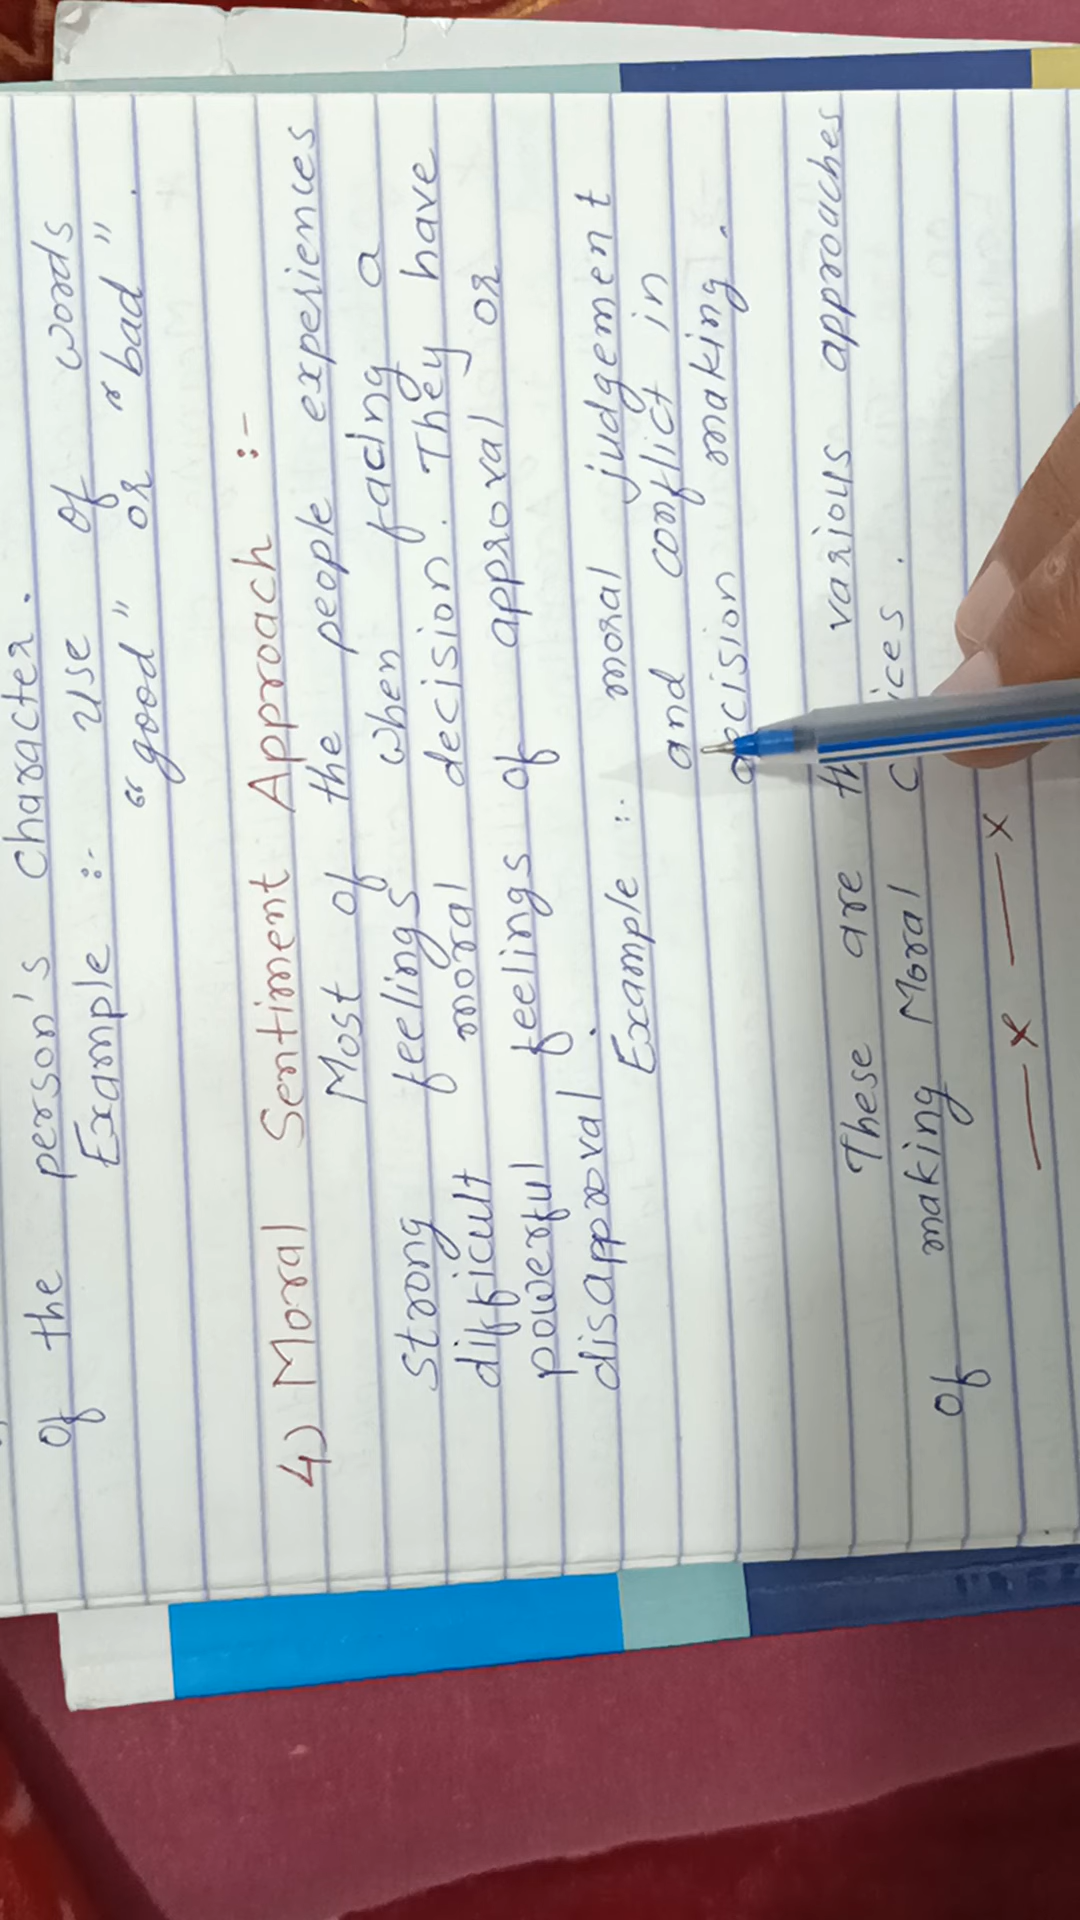 of the person's character.
Example :- use of words
“good” or “bad”.
4) Moral Sentiment Approach :-
Most of the people experiences
strong feelings when facing a
difficult moral decision. They have
powerful feelings of approval or
disapproval.
Example :- moral judgement
and conflict in
decision making.
These are various approaches
of making Moral